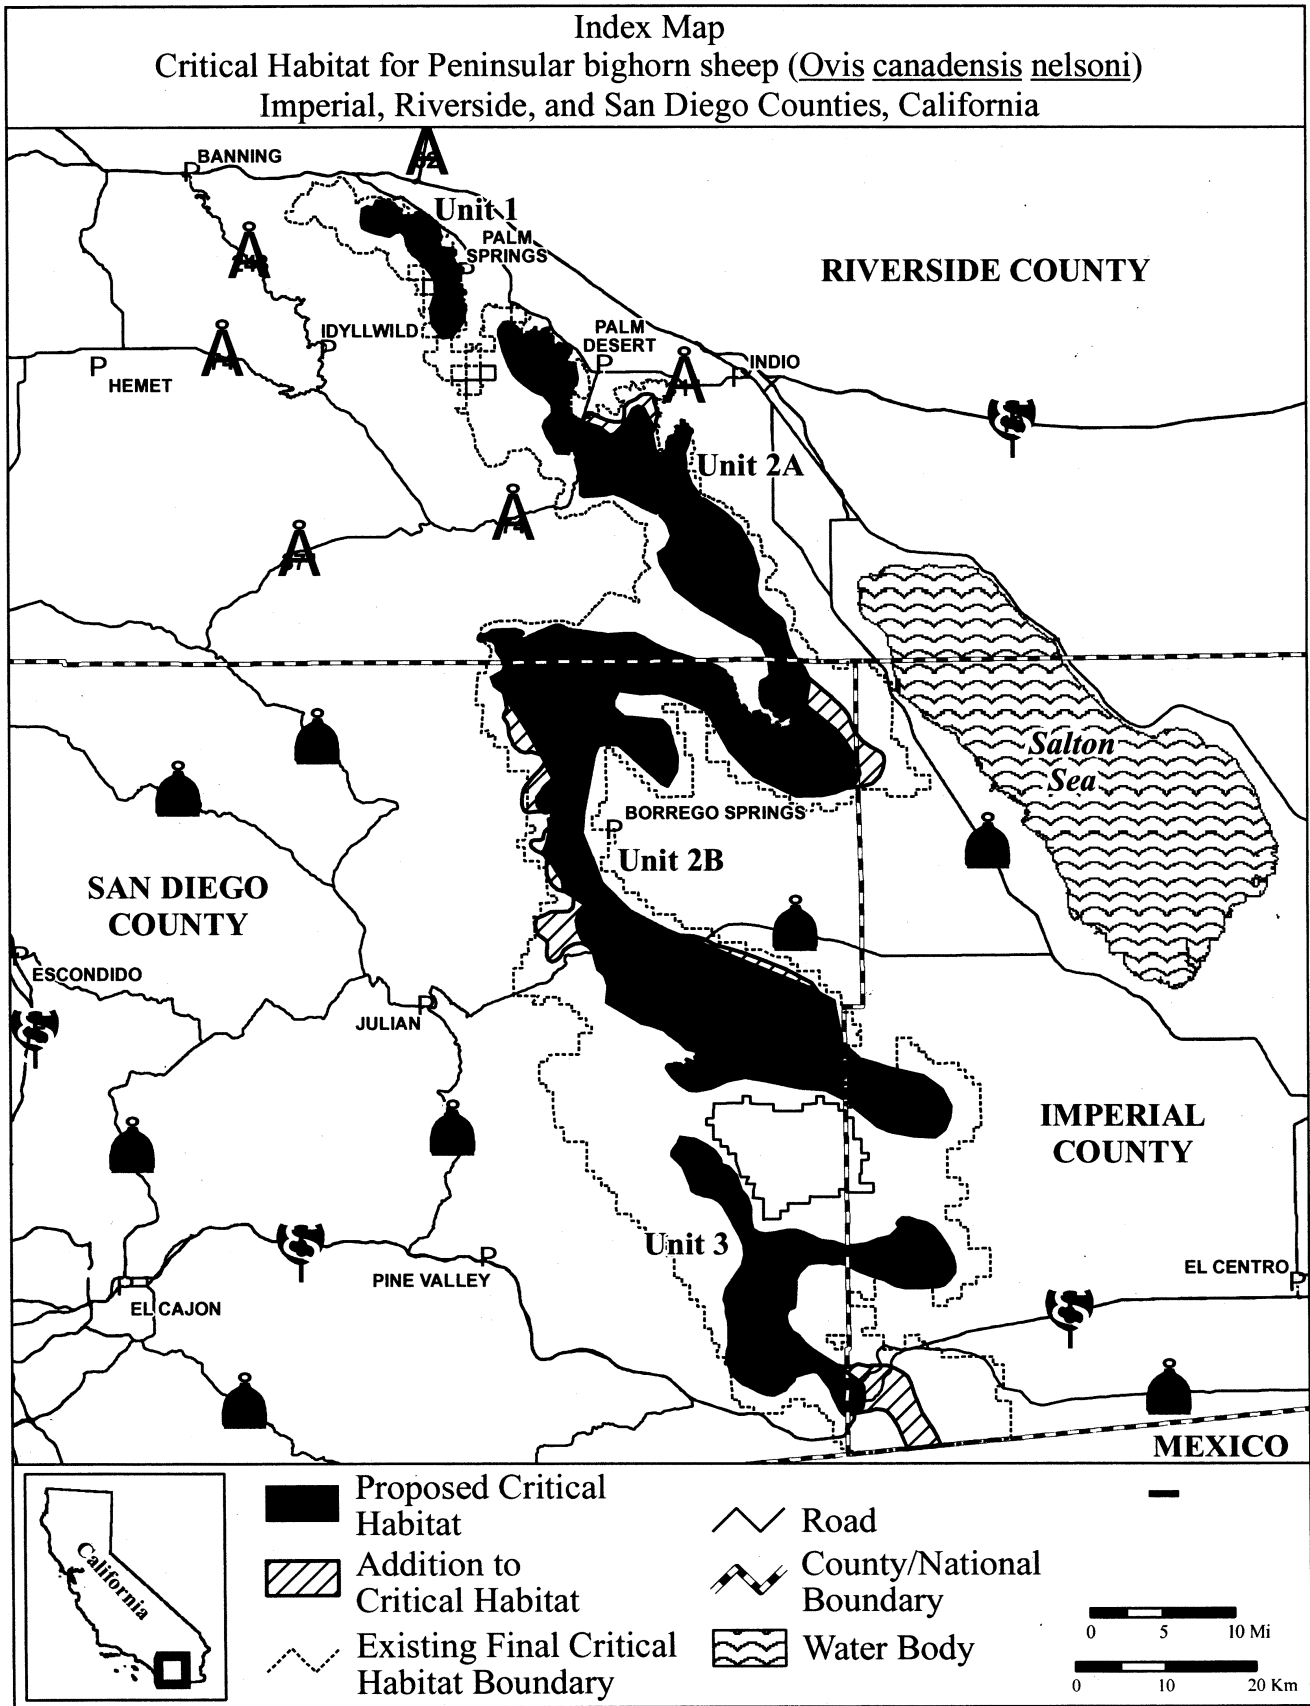 Index Map
Critical Habitat for Peninsular bighorn sheep (Ovis canadensis nelsoni)
Imperial, Riverside, and San Diego Counties, California
BANNING
Unit 1
PALM
SPRINGS
RIVERSIDE COUNTY
IDYLLWILD
PALM
DESERT
INDIO
HEMET
Unit 2A
Salton
Sea
BORREGO SPRINGS
Unit 2B
SAN DIEGO
COUNTY
ESCONDIDO
JULIAN
IMPERIAL
COUNTY
Unit 3
PINE VALLEY
EL CENTRO
EL CAJON
MEXICO
California
Proposed Critical
Habitat
Addition to
Critical Habitat
Existing Final Critical
Habitat Boundary
Road
County/National
Boundary
Water Body
0 5 10 Mi
0 10 20 Km